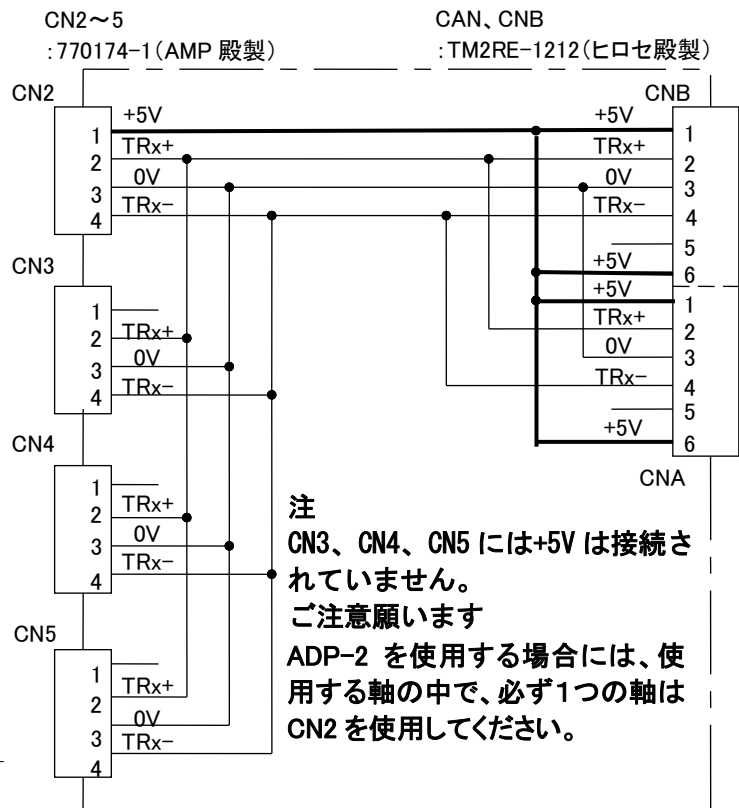 CN2～5
:770174-1(AMP 殿製)
CAN、CNB
:TM2RE-1212(ヒロセ殿製)
CN2
1 +5V
2 TRx+
3 0V
4 TRx-
CN3
1
2 TRx+
3 0V
4 TRx-
CN4
1
2 TRx+
3 0V
4 TRx-
CN5
1
2 TRx+
3 0V
4 TRx-
CNB
+5V 1
TRx+ 2
0V 3
TRx- 4
5
+5V 6
+5V 1
TRx+ 2
0V 3
TRx- 4
5
+5V 6
CNA
注
CN3、CN4、CN5 には+5V は接続さ
れていません。
ご注意願います
ADP-2 を使用する場合には、使
用する軸の中で、必ず1つの軸は
CN2 を使用してください。